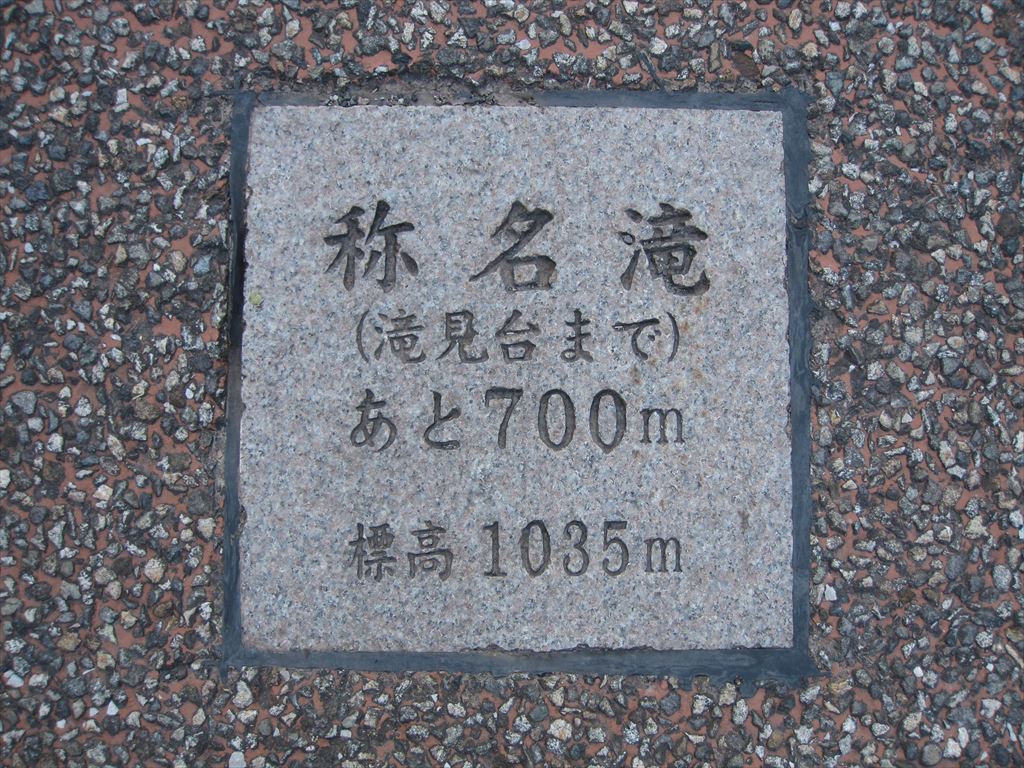 称名滝
(滝見台まで)
あと700m
標高1035m